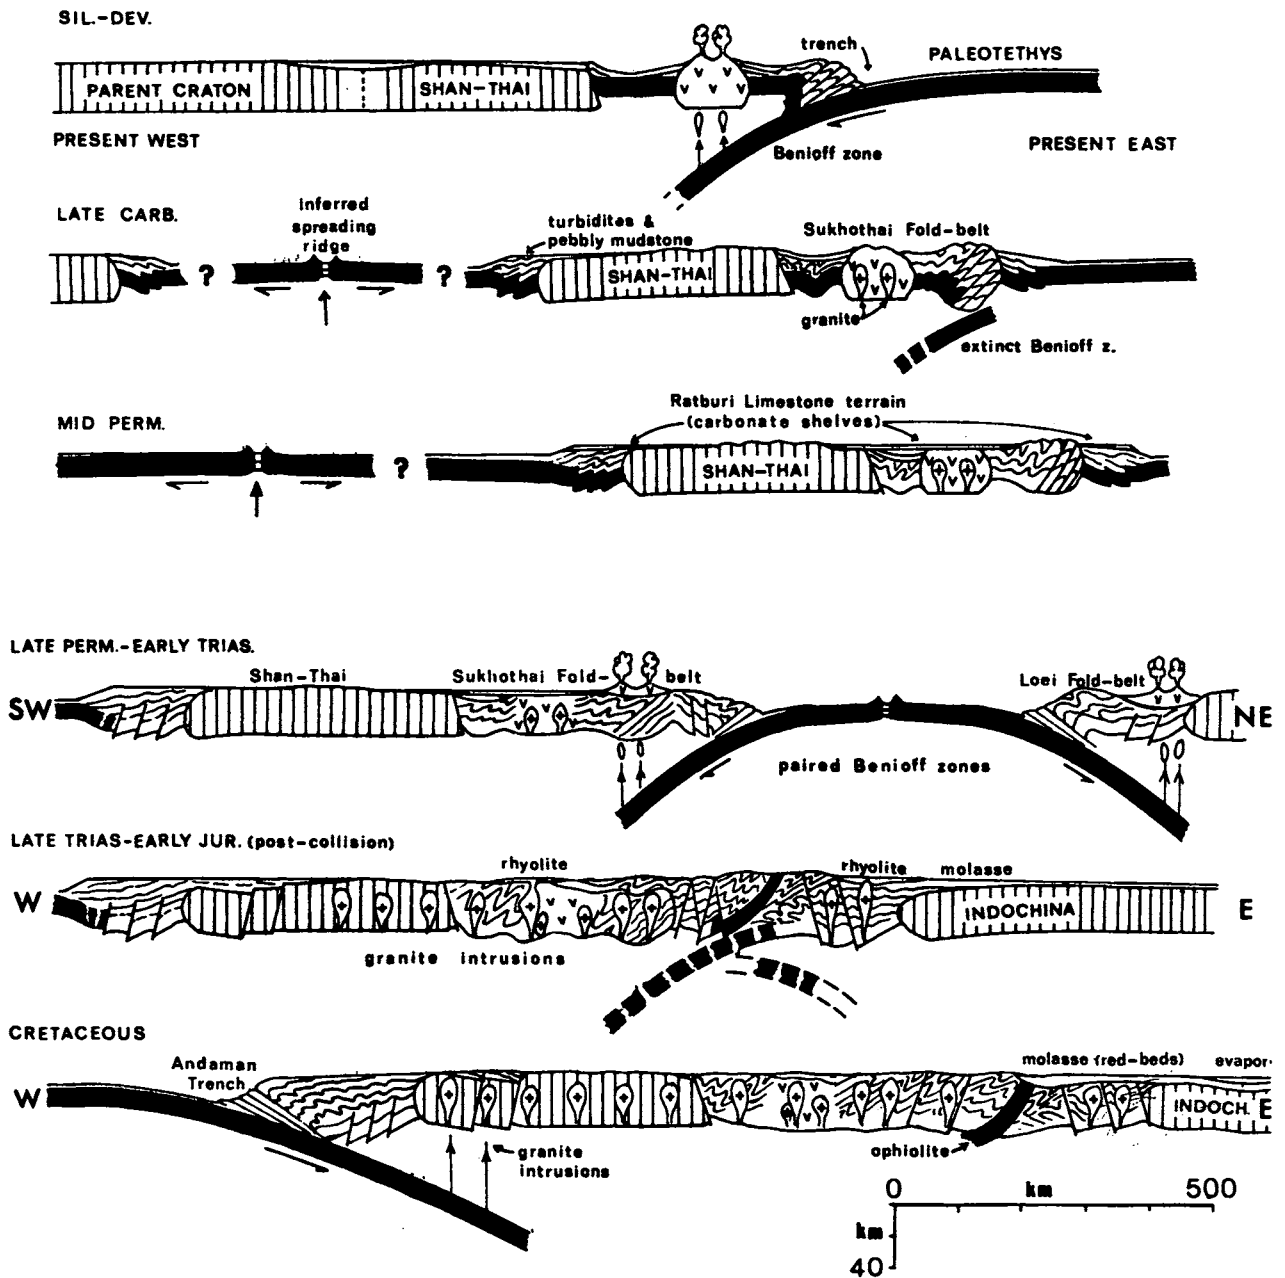 SIL.-DEV.
trench
PALEOTETHYS
PARENT CRATON
SHAN-THAI
PRESENT WEST
Benioff zone
PRESENT EAST
LATE CARB.
inferred
spreading
ridge
turbidites &
pebbly mudstone
Sukhothai Fold-belt
?
?
SHAN-THAI
granite
extinct Benioff z.
MID PERM.
Ratburi Limestone terrain
(carbonate shelves)
?
SHAN-THAI
LATE PERM.-EARLY TRIAS.
Shan-Thai
Sukhothai Fold-belt
Loei Fold-belt
SW
NE
paired Benioff zones
LATE TRIAS-EARLY JUR. (post-collision)
rhyolite
rhyolite
molasse
W
INDOCHINA
E
granite intrusions
CRETACEOUS
Andaman
Trench
molasse (red-beds)
evapor-
W
INDOCH.
E
granite
intrusions
ophiolite
0
km
500
km
40